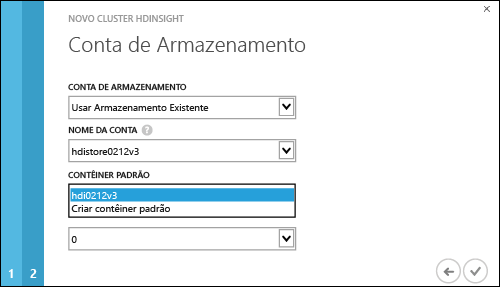 NOVO CLUSTER HDINSIGHT
Conta de Armazenamento
CONTA DE ARMAZENAMENTO
Usar Armazenamento Existente
NOME DA CONTA ?
hdistore0212v3
CONTÊINER PADRÃO
hdi0212v3
Criar contêiner padrão
0
1 2